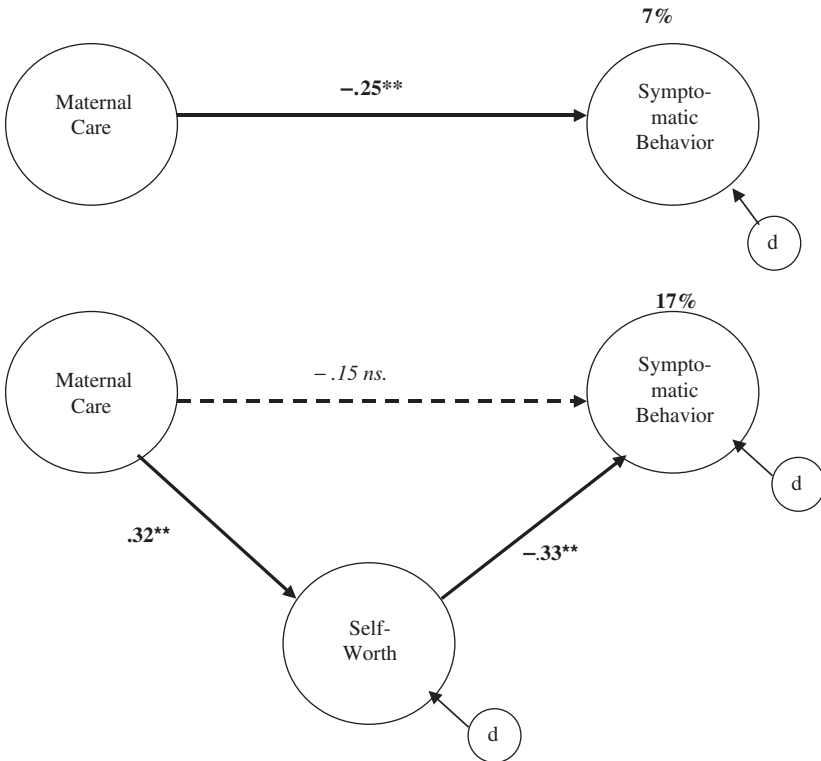 7%
Maternal
Care
–.25**
Sympto-
matic
Behavior
d
17%
Maternal
Care
– .15 ns.
Sympto-
matic
Behavior
d
.32**
–.33**
Self-
Worth
d